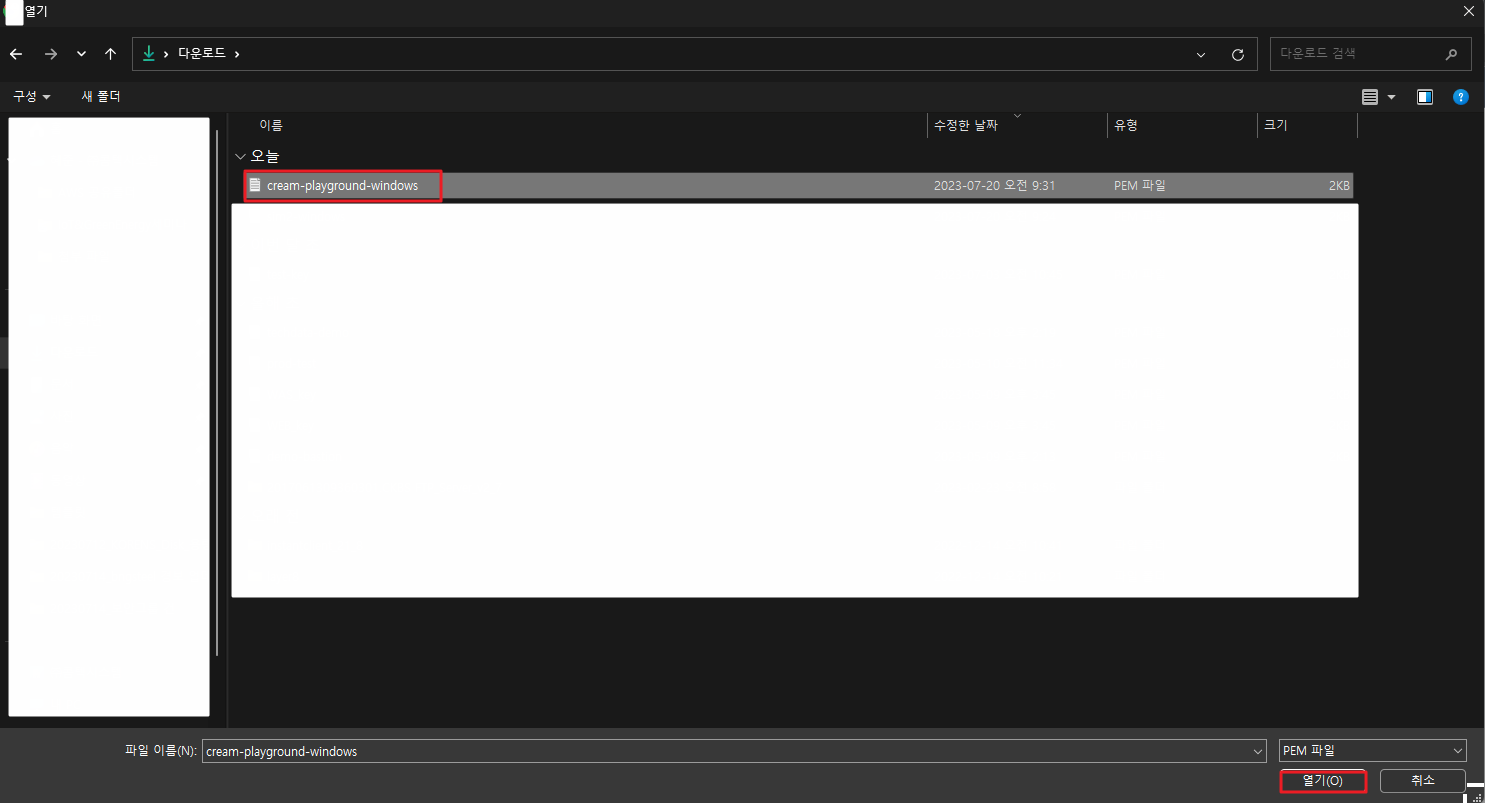 열기
다운로드
다운로드 검색
구성
새 폴더
이름
수정한 날짜
유형
크기
오늘
cream-playground-windows
2023-07-20 오전 9:31
PEM 파일
2KB
파일 이름(N):
cream-playground-windows
PEM 파일
열기(O)
취소